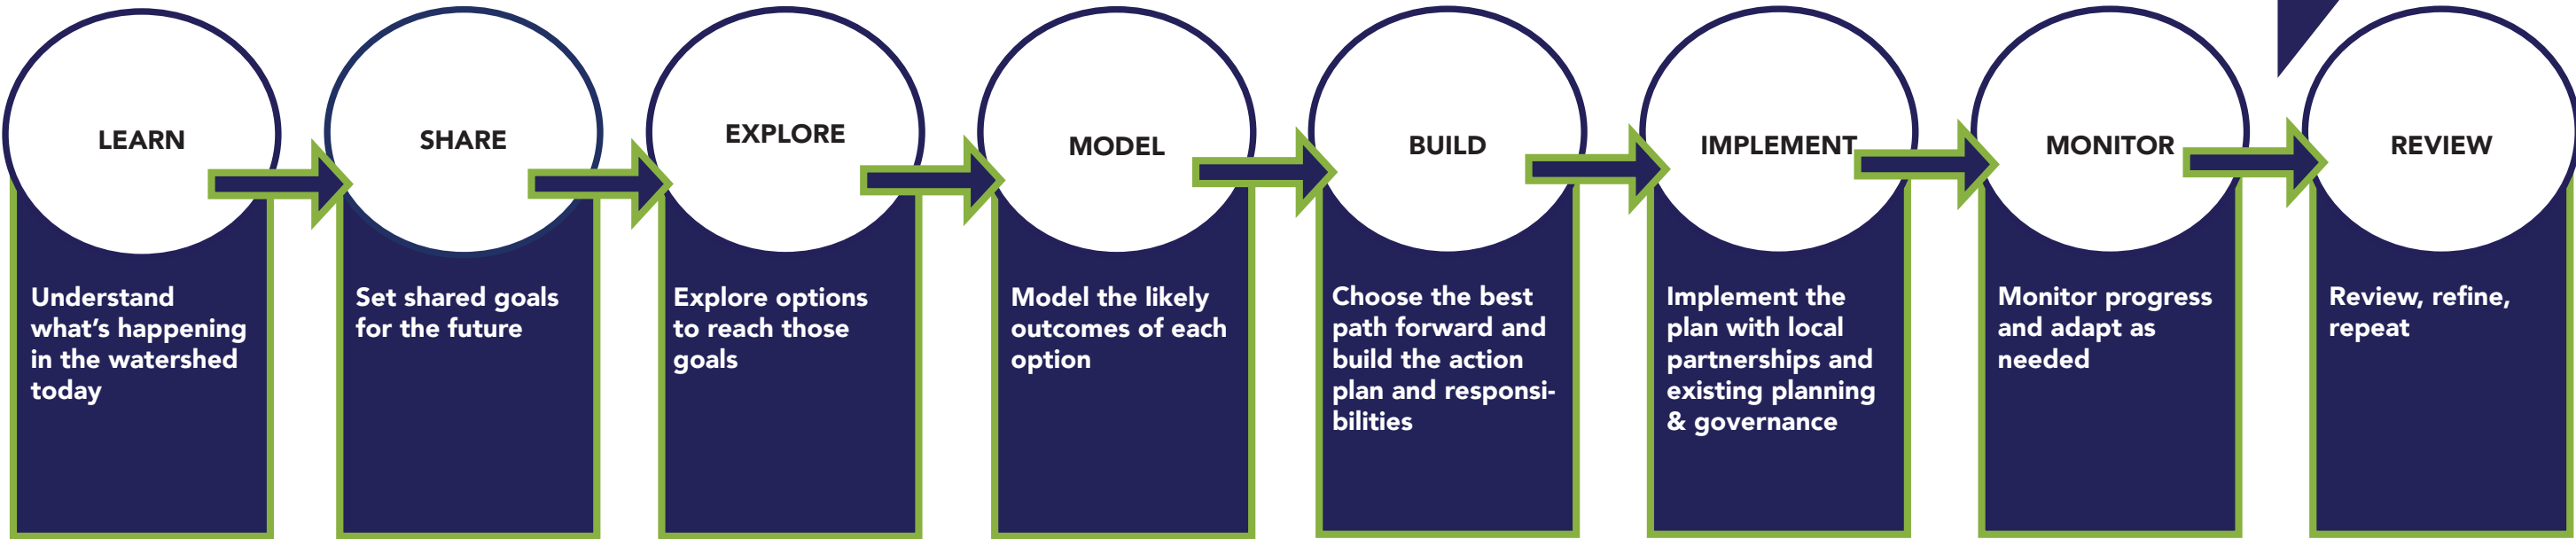 LEARN
Understand
what’s happening
in the watershed
today
SHARE
Set shared goals
for the future
EXPLORE
Explore options
to reach those
goals
MODEL
Model the likely
outcomes of each
option
BUILD
Choose the best
path forward and
build the action
plan and responsi-
bilities
IMPLEMENT
Implement the
plan with local
partnerships and
existing planning
& governance
MONITOR
Monitor progress
and adapt as
needed
REVIEW
Review, refine,
repeat